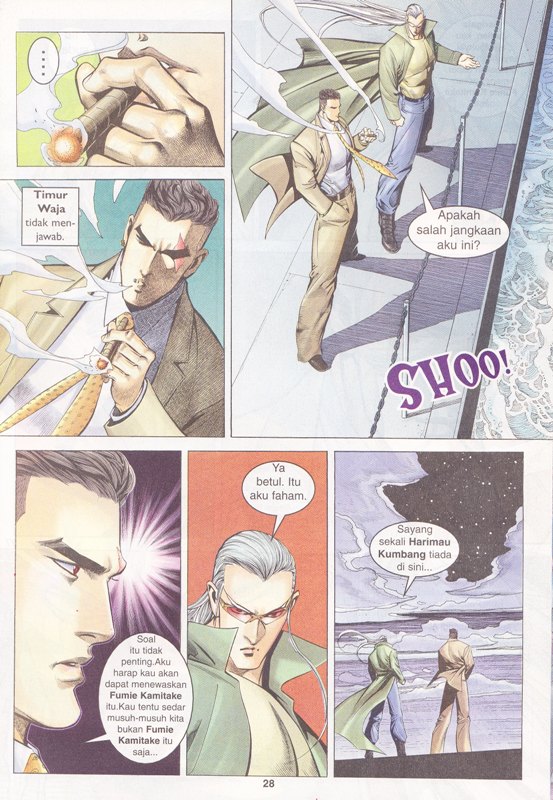 ....
Apakah
salah jangkaan
aku ini?
SHOO!
Timur
Waja
tidak men-
jawab.
Soal
itu tidak
penting.Aku
harap kau akan
dapat menewaskan
Fumie Kamitake
itu.Kau tentu sedar
musuh-musuh kita
bukan Fumie
Kamitake itu
saja...
Ya
betul. Itu
aku faham.
Sayang
sekali Harimau
Kumbang tiada
di sini...
28